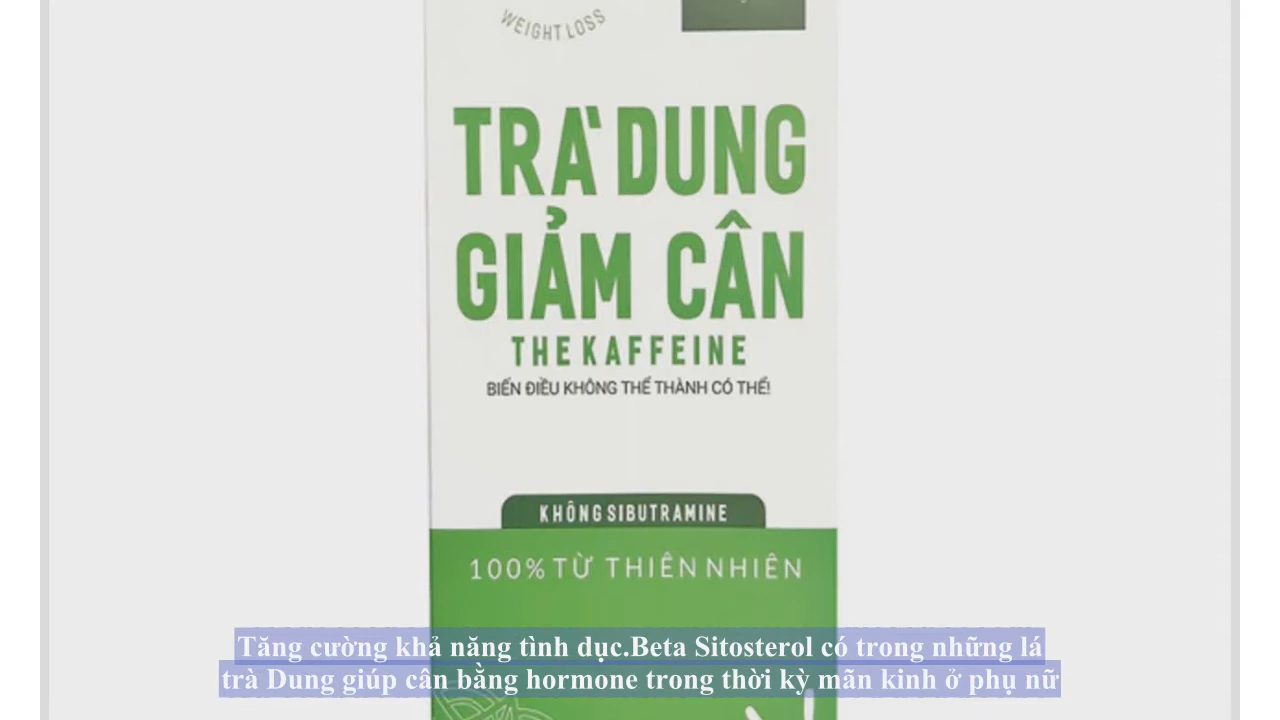 WEIGHT LOSS
TRÀ DUNG
GIẢM CÂN
THE KAFFEINE
BIẾN ĐIỀU KHÔNG THỂ THÀNH CÓ THỂ!
KHÔNG SIBUTRAMINE
100% TỪ THIÊN NHIÊN
Tăng cường khả năng tình dục.Beta Sitosterol có trong những lá
trà Dung giúp cân bằng hormone trong thời kỳ mãn kinh ở phụ nữ